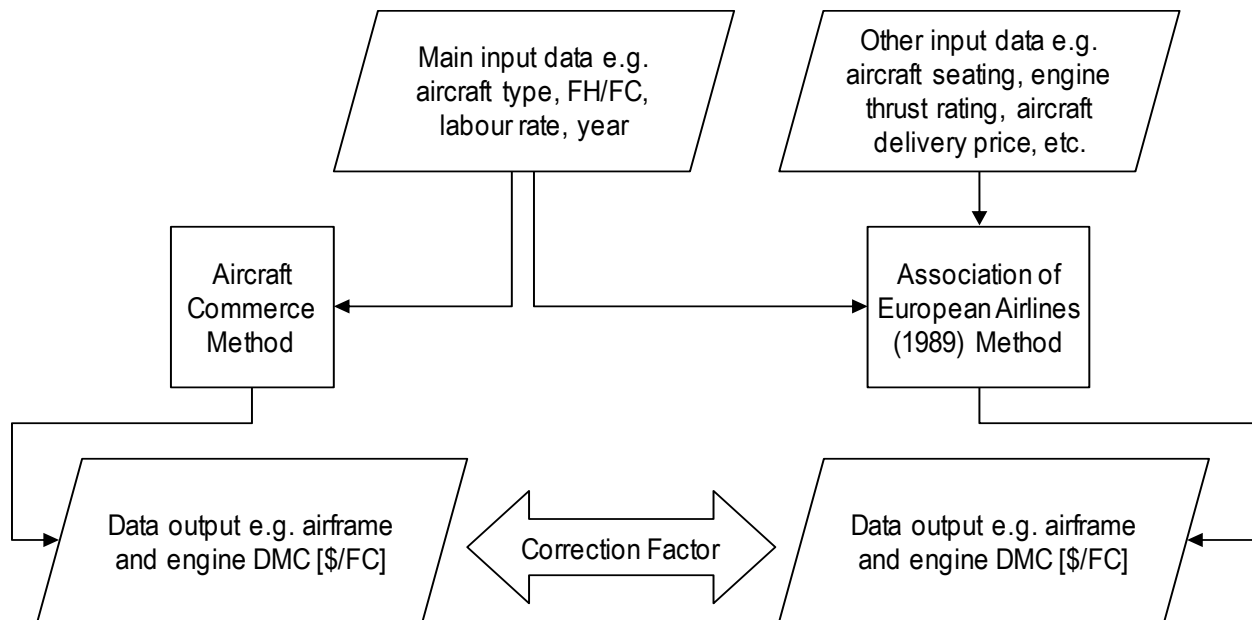 Main input data e.g.
aircraft type, FH/FC,
labour rate, year
Other input data e.g.
aircraft seating, engine
thrust rating, aircraft
delivery price, etc.
Aircraft
Commerce
Method
Association of
European Airlines
(1989) Method
Data output e.g. airframe
and engine DMC [$/FC]
Correction Factor
Data output e.g. airframe
and engine DMC [$/FC]